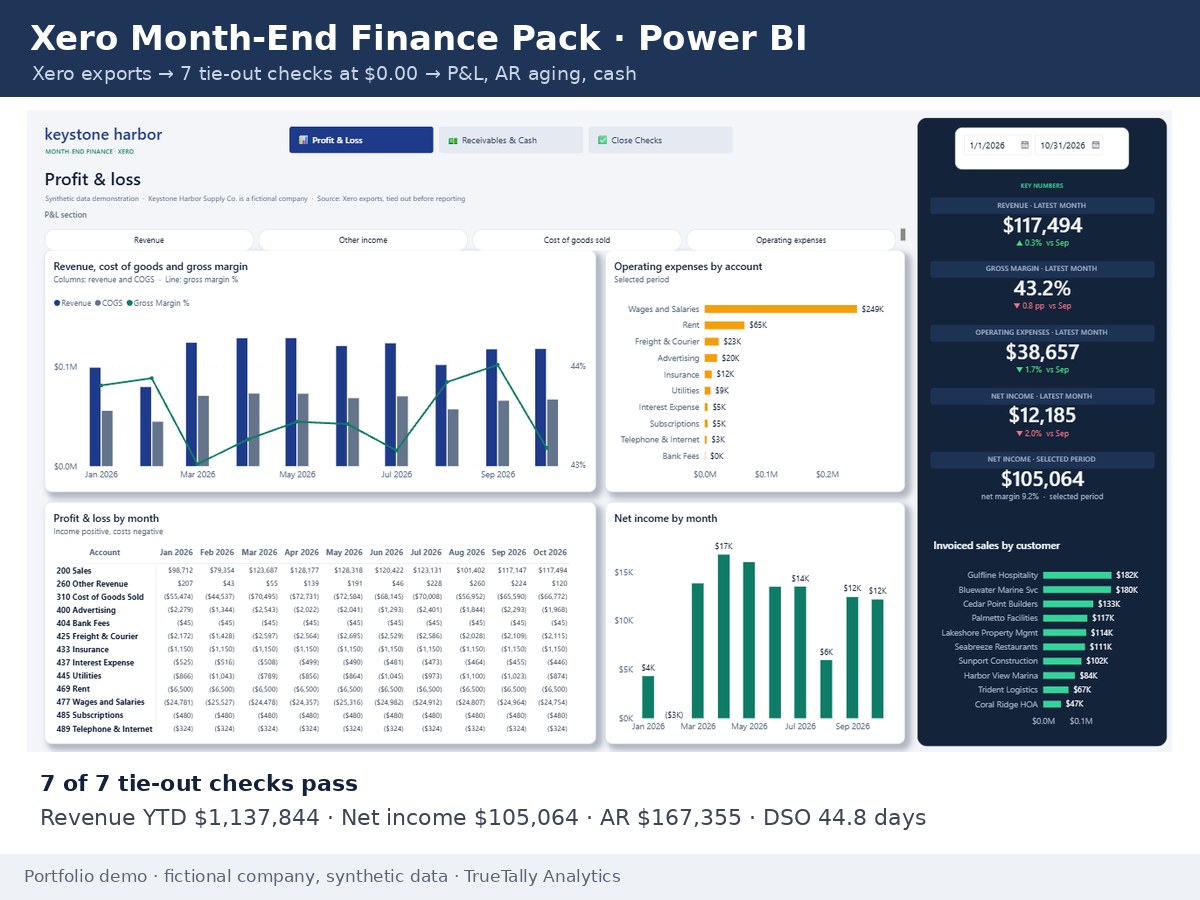 Xero Month-End Finance Pack · Power BI
Xero exports → 7 tie-out checks at $0.00 → P&L, AR aging, cash
keystone harbor
MONTH-END FINANCE · XERO
Profit & Loss
Receivables & Cash
Close Checks
Profit & loss
Synthetic data demonstration · Keystone Harbor Supply Co. is a fictional company · Source: Xero exports, tied out before reporting
P&L section
Revenue
Other income
Cost of goods sold
Operating expenses
Revenue, cost of goods and gross margin
Columns: revenue and COGS · Line: gross margin %
Revenue COGS Gross Margin %
$0.1M
$0.0M
44%
43%
Jan 2026 Mar 2026 May 2026 Jul 2026 Sep 2026
Operating expenses by account
Selected period
Wages and Salaries $249K
Rent $65K
Freight & Courier $23K
Advertising $20K
Insurance $12K
Utilities $9K
Interest Expense $5K
Subscriptions $5K
Telephone & Internet $3K
Bank Fees $0K
$0.0M $0.1M $0.2M
Profit & loss by month
Income positive, costs negative
Account Jan 2026 Feb 2026 Mar 2026 Apr 2026 May 2026 Jun 2026 Jul 2026 Aug 2026 Sep 2026 Oct 2026
200 Sales $98,712 $79,354 $123,687 $128,177 $128,318 $120,422 $123,131 $101,402 $117,147 $117,494
260 Other Revenue $207 $43 $55 $139 $191 $46 $228 $260 $224 $120
310 Cost of Goods Sold ($55,474) ($44,537) ($70,495) ($72,731) ($72,584) ($68,145) ($70,008) ($56,952) ($65,590) ($66,772)
400 Advertising ($2,279) ($1,344) ($2,543) ($2,022) ($2,041) ($1,293) ($2,401) ($1,844) ($2,293) ($1,968)
404 Bank Fees ($45) ($45) ($45) ($45) ($45) ($45) ($45) ($45) ($45) ($45)
425 Freight & Courier ($2,172) ($1,428) ($2,597) ($2,564) ($2,695) ($2,529) ($2,586) ($2,028) ($2,109) ($2,115)
433 Insurance ($1,150) ($1,150) ($1,150) ($1,150) ($1,150) ($1,150) ($1,150) ($1,150) ($1,150) ($1,150)
437 Interest Expense ($525) ($516) ($508) ($499) ($490) ($481) ($473) ($464) ($455) ($446)
445 Utilities ($866) ($1,043) ($789) ($856) ($864) ($1,045) ($973) ($1,100) ($1,023) ($874)
469 Rent ($6,500) ($6,500) ($6,500) ($6,500) ($6,500) ($6,500) ($6,500) ($6,500) ($6,500) ($6,500)
477 Wages and Salaries ($24,781) ($25,527) ($24,478) ($24,357) ($25,316) ($24,982) ($24,912) ($24,807) ($24,964) ($24,754)
485 Subscriptions ($480) ($480) ($480) ($480) ($480) ($480) ($480) ($480) ($480) ($480)
489 Telephone & Internet ($324) ($324) ($324) ($324) ($324) ($324) ($324) ($324) ($324) ($324)
Net income by month
$15K
$10K
$5K
$0K
$4K ($3K) $17K $14K $6K $12K $12K
Jan 2026 Mar 2026 May 2026 Jul 2026 Sep 2026
1/1/2026 10/31/2026
KEY NUMBERS
REVENUE · LATEST MONTH
$117,494
▲ 0.3% vs Sep
GROSS MARGIN · LATEST MONTH
43.2%
▼ 0.8 pp vs Sep
OPERATING EXPENSES · LATEST MONTH
$38,657
▼ 1.7% vs Sep
NET INCOME · LATEST MONTH
$12,185
▼ 2.0% vs Sep
NET INCOME · SELECTED PERIOD
$105,064
net margin 9.2% · selected period
Invoiced sales by customer
Gulfline Hospitality $182K
Bluewater Marine Svc $180K
Cedar Point Builders $133K
Palmetto Facilities $117K
Lakeshore Property Mgmt $114K
Seabreeze Restaurants $111K
Sunport Construction $102K
Harbor View Marina $84K
Trident Logistics $67K
Coral Ridge HOA $47K
$0.0M $0.1M
7 of 7 tie-out checks pass
Revenue YTD $1,137,844 · Net income $105,064 · AR $167,355 · DSO 44.8 days
Portfolio demo · fictional company, synthetic data · TrueTally Analytics